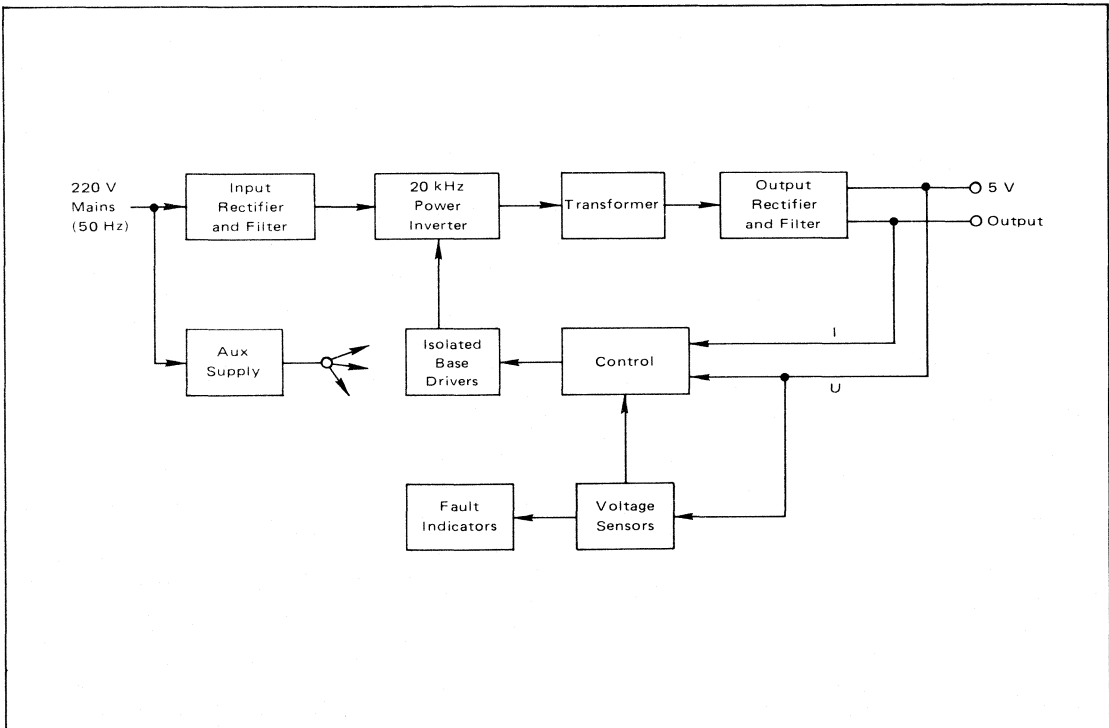 220 V
Mains
(50 Hz)
Input
Rectifier
and Filter
20 kHz
Power
Inverter
Transformer
Output
Rectifier
and Filter
5 V
Output
Aux
Supply
Isolated
Base
Drivers
Control
I
U
Fault
Indicators
Voltage
Sensors